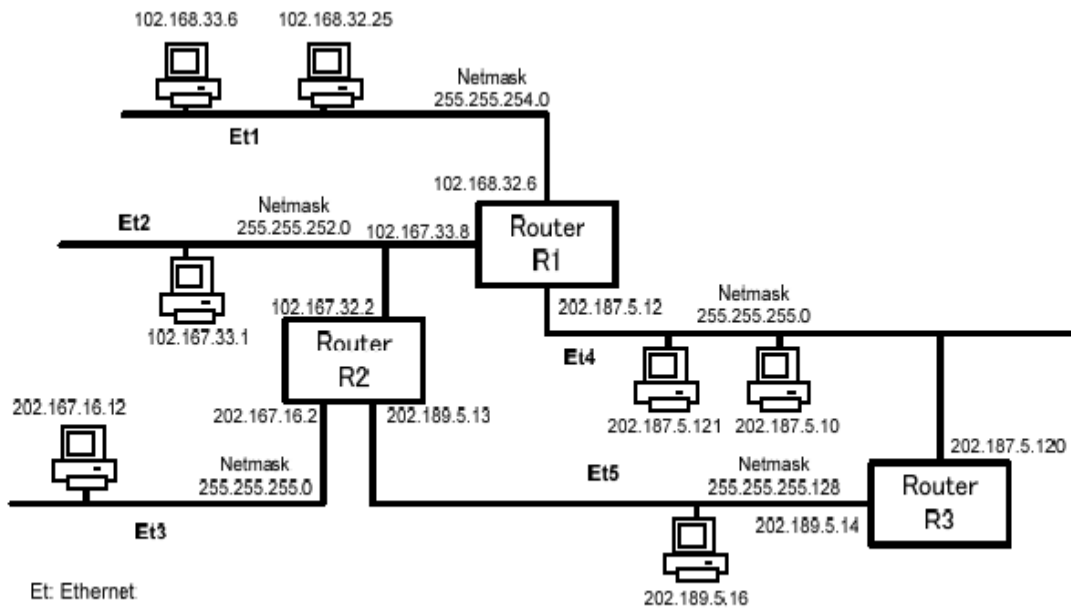 102.168.33.6
102.168.32.25
Netmask
255.255.254.0
Et1
102.168.32.6
Et2
Netmask
255.255.252.0
102.167.33.8
Router
R1
102.167.33.1
102.167.32.2
202.187.5.12
Netmask
255.255.255.0
Router
R2
Et4
202.167.16.12
202.167.16.2
202.189.5.13
202.187.5.121
202.187.5.10
202.187.5.120
Netmask
255.255.255.0
Et5
Netmask
255.255.255.128
Router
R3
Et3
202.189.5.14
Et: Ethernet
202.189.5.16